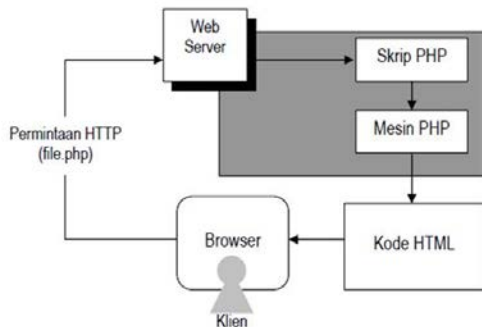 Web
Server
Skrip PHP
Mesin PHP
Permintaan HTTP
(file.php)
Browser
Kode HTML
Klien